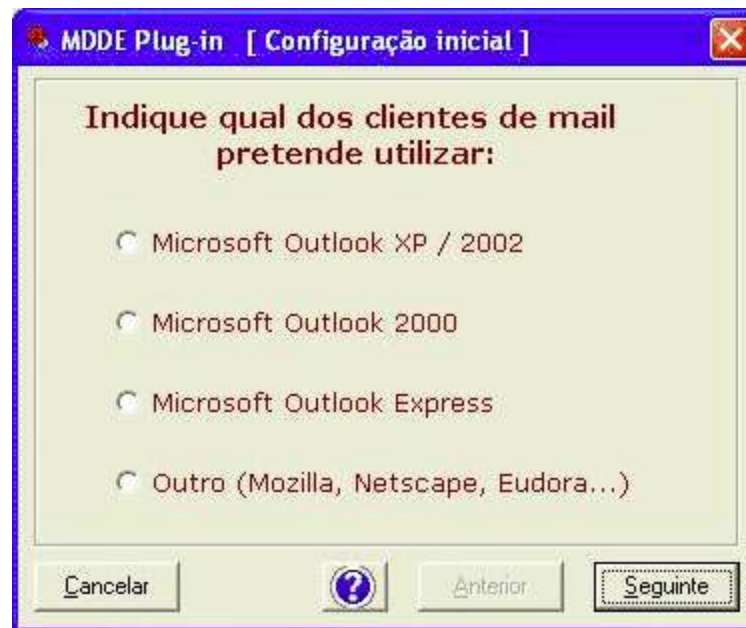 MDDE Plug-in [ Configuração inicial ]
Indique qual dos clientes de mail
pretende utilizar:
Microsoft Outlook XP / 2002
Microsoft Outlook 2000
Microsoft Outlook Express
Outro (Mozilla, Netscape, Eudora...)
Cancelar ? Anterior Seguinte